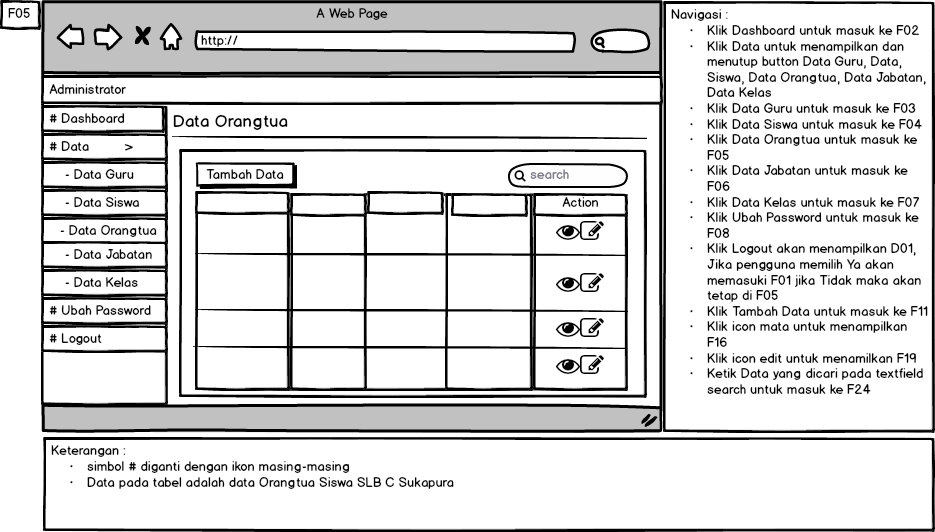 F05
A Web Page
http://
Administrator
# Dashboard
# Data >
- Data Guru
- Data Siswa
- Data Orangtua
- Data Jabatan
- Data Kelas
# Ubah Password
# Logout
Data Orangtua
Tambah Data
search
Action
Navigasi :
· Klik Dashboard untuk masuk ke F02
· Klik Data untuk menampilkan dan
menutup button Data Guru, Data,
Siswa, Data Orangtua, Data Jabatan,
Data Kelas
· Klik Data Guru untuk masuk ke F03
· Klik Data Siswa untuk masuk ke F04
· Klik Data Orangtua untuk masuk ke
F05
· Klik Data Jabatan untuk masuk ke
F06
· Klik Data Kelas untuk masuk ke F07
· Klik Ubah Password untuk masuk ke
F08
· Klik Logout akan menampilkan D01,
Jika pengguna memilih Ya akan
memasuki F01 jika Tidak maka akan
tetap di F05
· Klik Tambah Data untuk masuk ke F11
· Klik icon mata untuk menampilkan
F16
· Klik icon edit untuk menamilkan F19
· Ketik Data yang dicari pada textfield
search untuk masuk ke F24
Keterangan :
· simbol # diganti dengan ikon masing-masing
· Data pada tabel adalah data Orangtua Siswa SLB C Sukapura